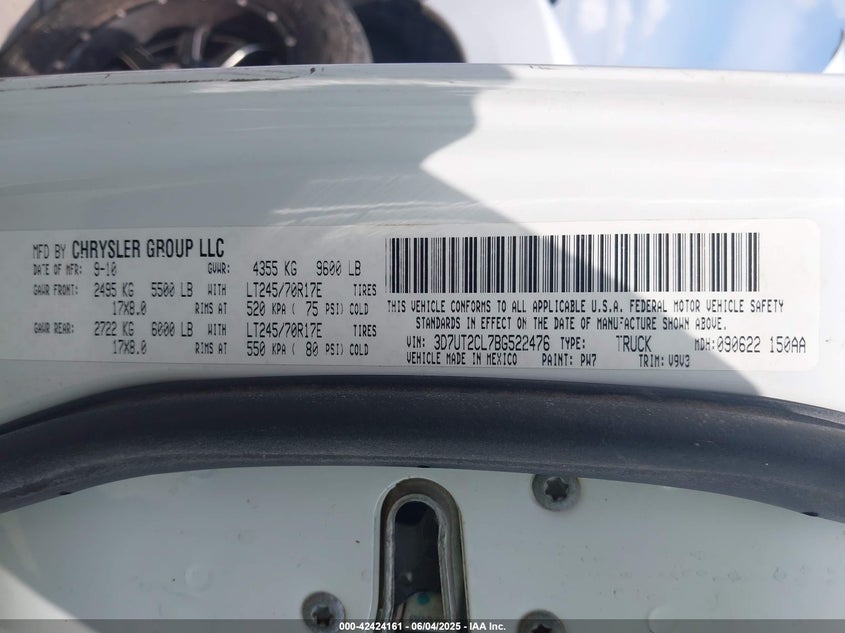 MFD BY CHRYSLER GROUP LLC
DATE OF MFR: 9-10 GVWR: 4355 KG 9600 LB
GAWR FRONT: 2495 KG 5500 LB WITH LT245/70R17E TIRES
17X8.0 RIMS AT 520 KPA ( 75 PSI) COLD
GAWR REAR: 2722 KG 6000 LB WITH LT245/70R17E TIRES
17X8.0 RIMS AT 550 KPA ( 80 PSI) COLD
THIS VEHICLE CONFORMS TO ALL APPLICABLE U.S.A. FEDERAL MOTOR VEHICLE SAFETY
STANDARDS IN EFFECT ON THE DATE OF MANUFACTURE SHOWN ABOVE.
VIN: 3D7UT2CL7BG522476 TYPE: TRUCK MDH: 090622 150AA
VEHICLE MADE IN MEXICO PAINT: PW7 TRIM: V9V3
000-42424161 - 06/04/2025 - IAA Inc.